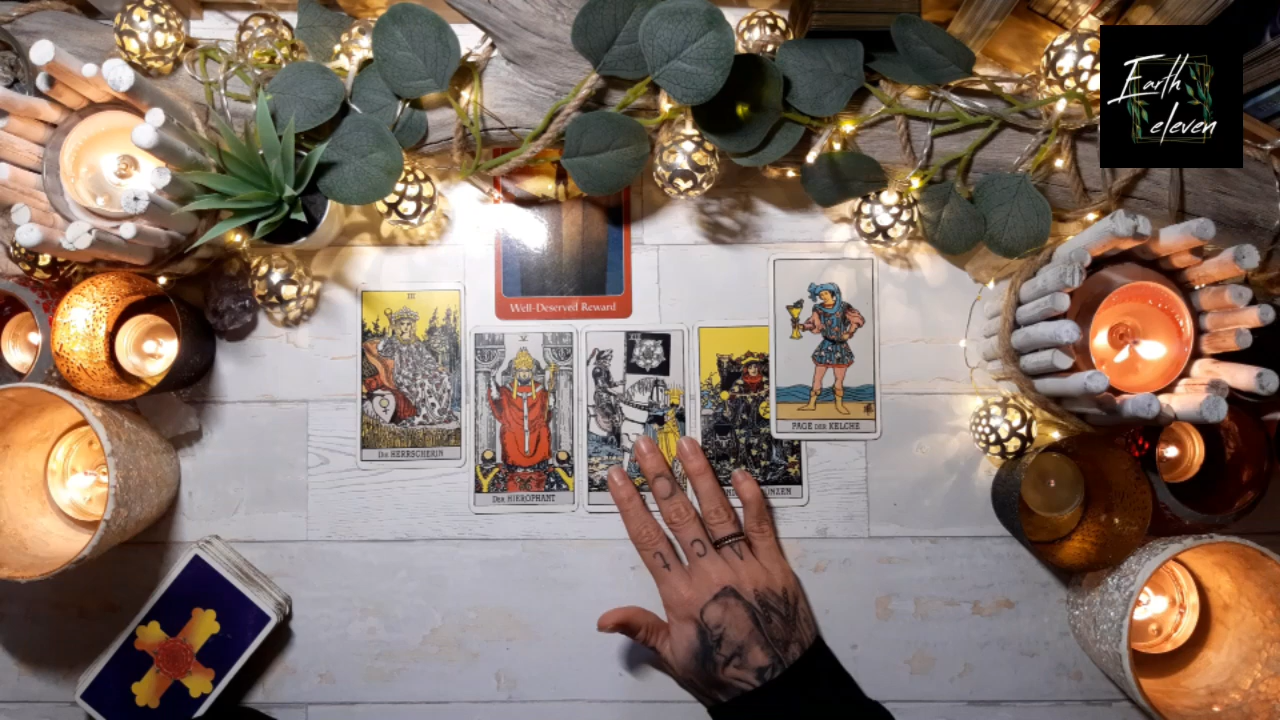 Earth
eleven
Well-Deserved Reward
III
Die HERRSCHERIN
V
Der HIEROPHANT
PAGE DER KELCHE